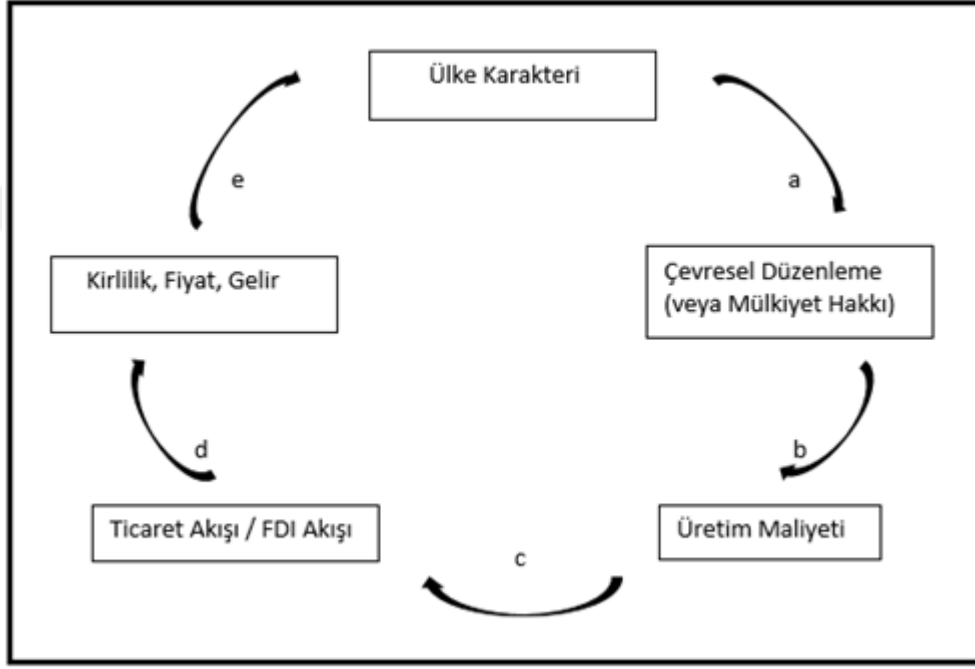 Ülke Karakteri
e
a
Kirlilik, Fiyat, Gelir
Çevresel Düzenleme
(veya Mülkiyet Hakkı)
d
b
Ticaret Akışı / FDI Akışı
Üretim Maliyeti
c